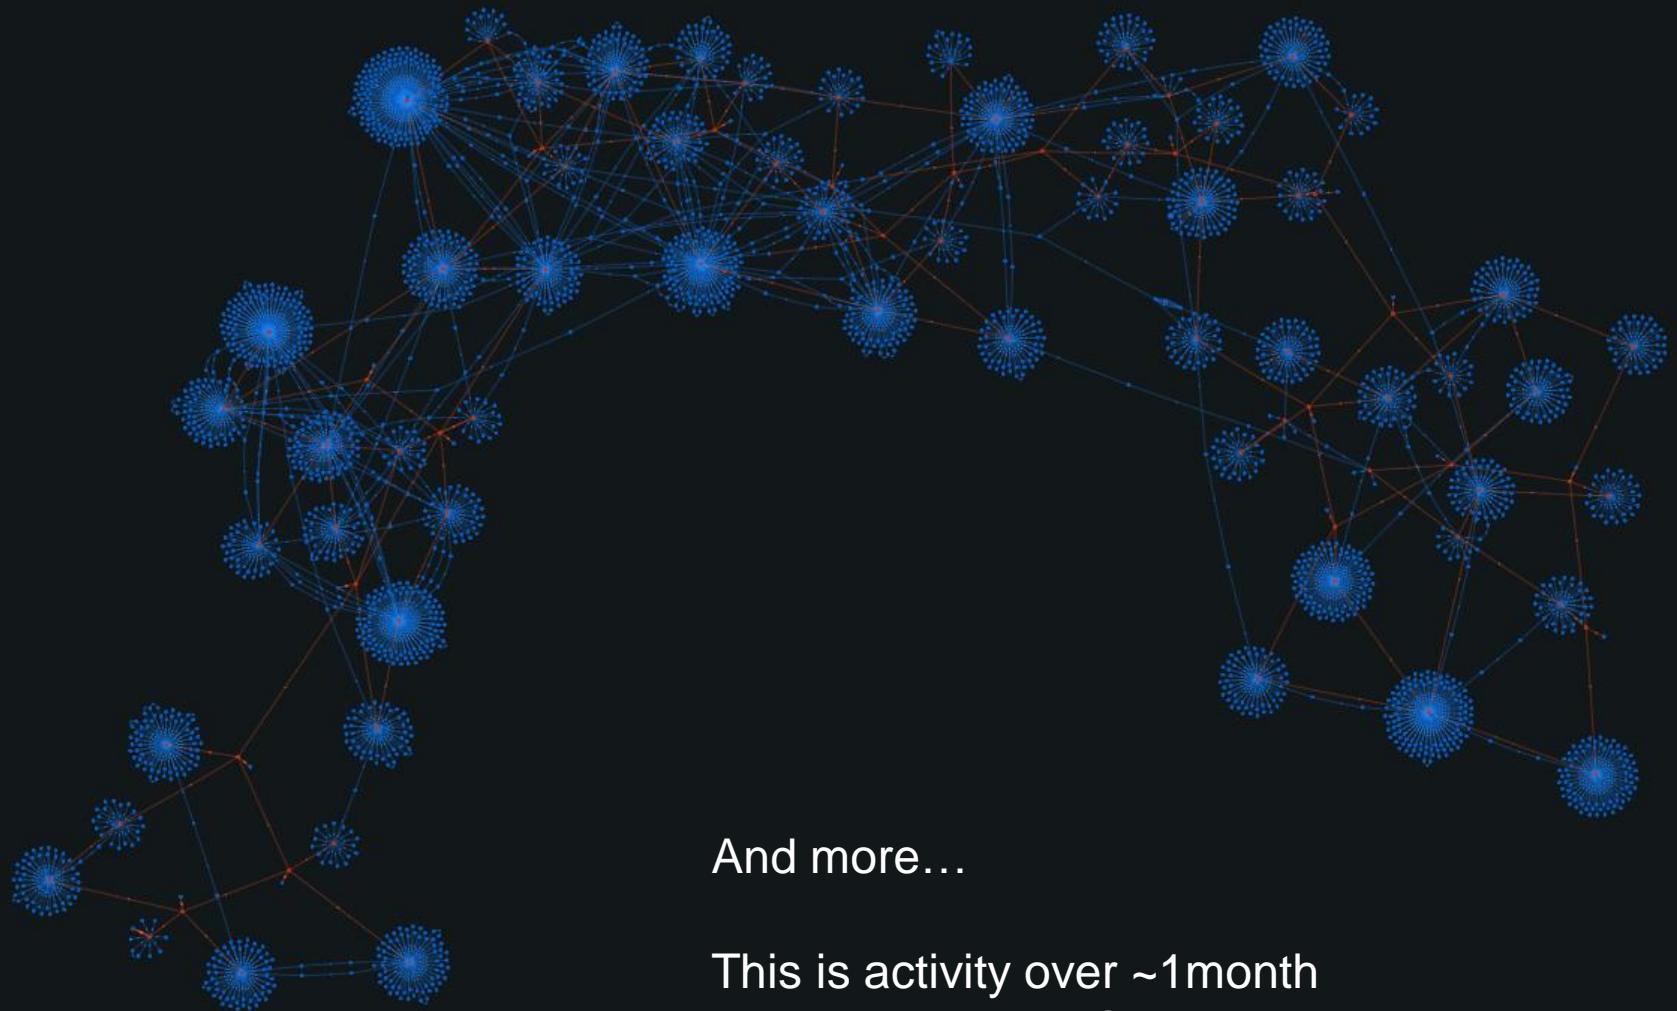 And more…
This is activity over ~1month